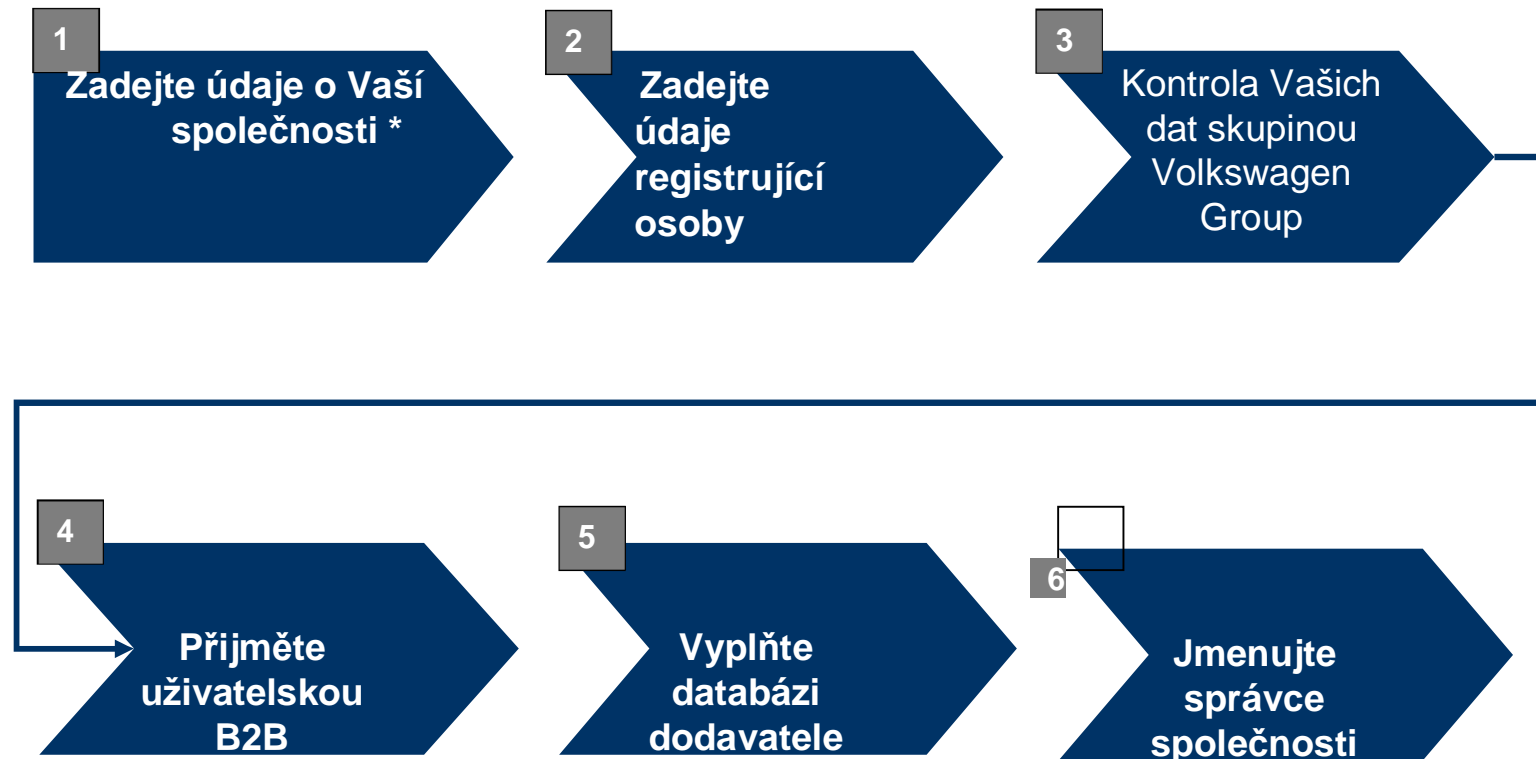 1
Zadejte údaje o Vaší
společnosti *
2
Zadejte
údaje
registrující
osoby
3
Kontrola Vašich
dat skupinou
Volkswagen
Group
4
Přijměte
uživatelskou
B2B
5
Vyplňte
databázi
dodavatele
6
Jmenujte
správce
společnosti